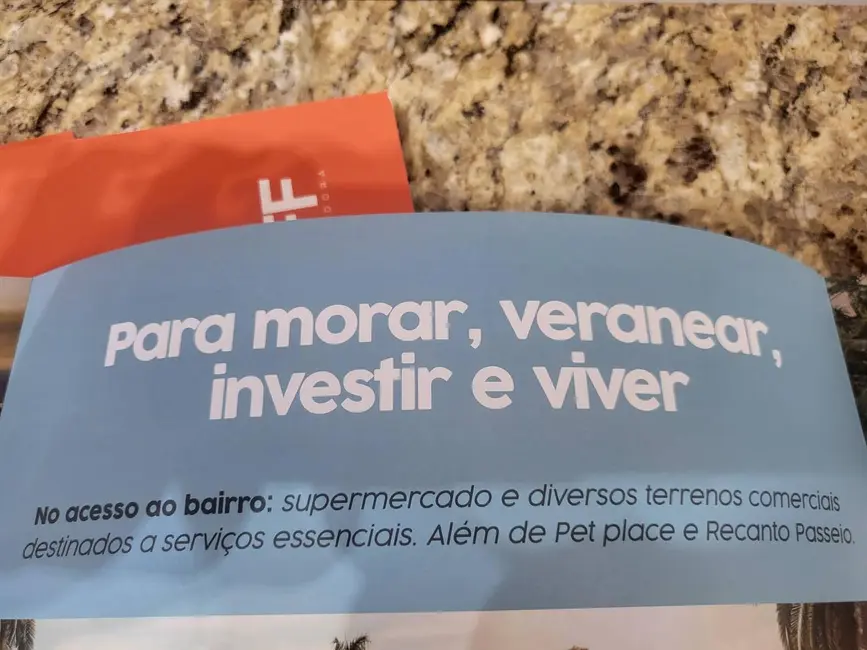 Para morar, veranear,
investir e viver
No acesso ao bairro: supermercado e diversos terrenos comerciais
destinados a serviços essenciais. Além de Pet place e Recanto Passeio.